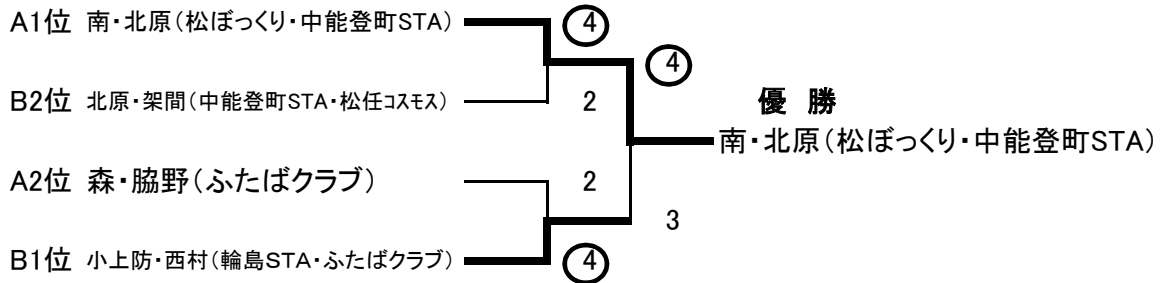 A1位 南・北原(松ぼっくり・中能登町STA) ④
④
B2位 北原・架間(中能登町STA・松任コスモス) 2
優 勝
南・北原(松ぼっくり・中能登町STA)
A2位 森・脇野(ふたばクラブ) 2
3
B1位 小上防・西村(輪島STA・ふたばクラブ) ④